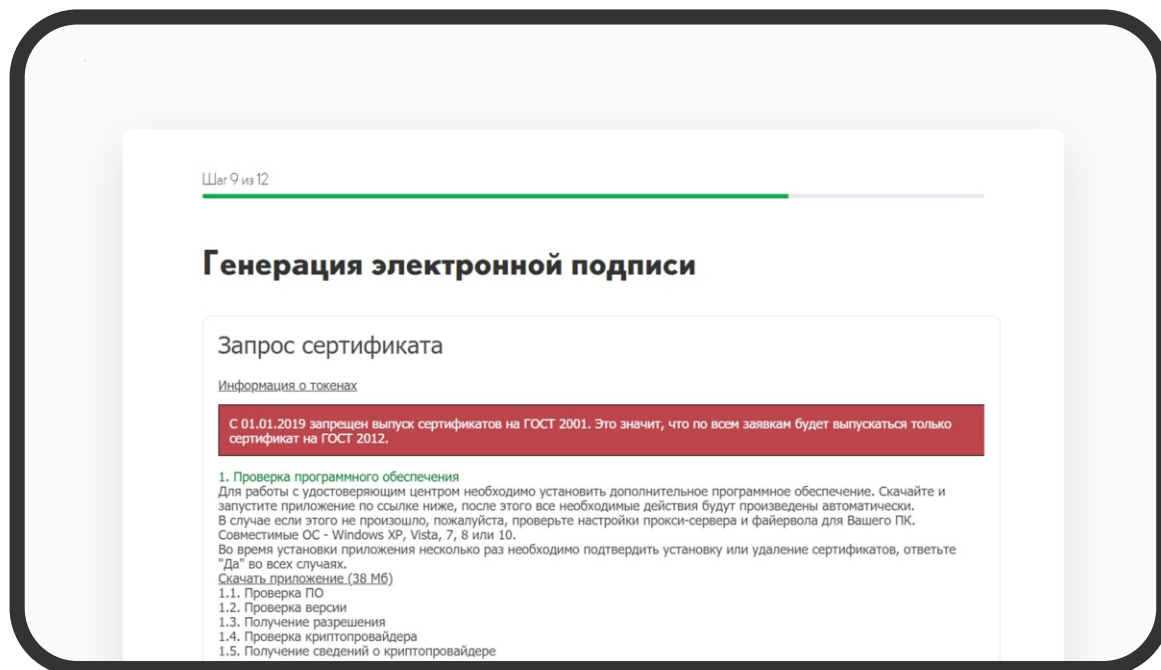 Шаг 9 из 12
Генерация электронной подписи
Запрос сертификата
Информация о токенах
С 01.01.2019 запрещен выпуск сертификатов на ГОСТ 2001. Это значит, что по всем заявкам будет выпускаться только
сертификат на ГОСТ 2012.
1. Проверка программного обеспечения
Для работы с удостоверяющим центром необходимо установить дополнительное программное обеспечение. Скачайте и
запустите приложение по ссылке ниже, после этого все необходимые действия будут произведены автоматически.
В случае если этого не произошло, пожалуйста, проверьте настройки прокси-сервера и файервола для Вашего ПК.
Совместимые ОС - Windows XP, Vista, 7, 8 или 10.
Во время установки приложения несколько раз необходимо подтвердить установку или удаление сертификатов, ответьте
"Да" во всех случаях.
Скачать приложение (38 Мб)
1.1. Проверка ПО
1.2. Проверка версии
1.3. Получение разрешения
1.4. Проверка криптопровайдера
1.5. Получение сведений о криптопровайдере